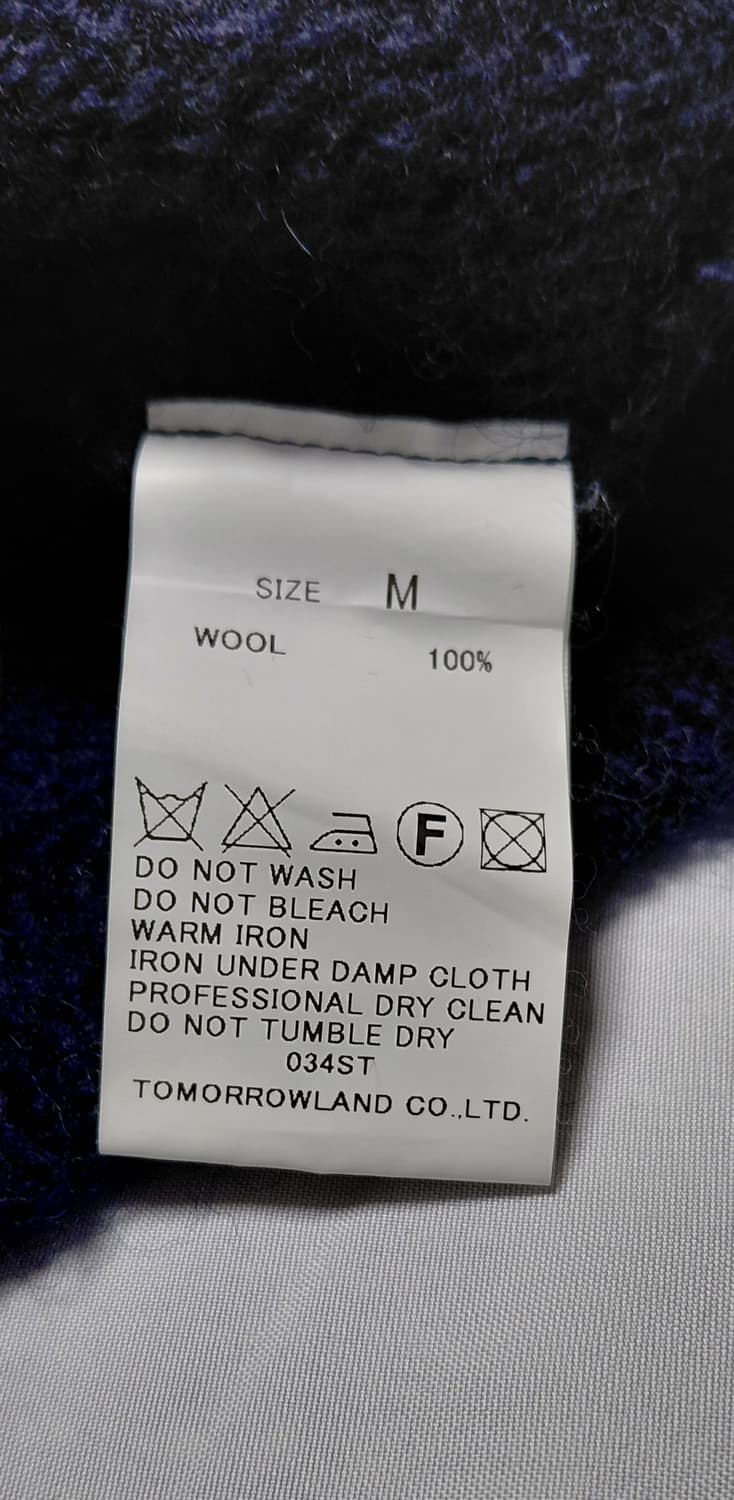 SIZE M
WOOL 100%
F
DO NOT WASH
DO NOT BLEACH
WARM IRON
IRON UNDER DAMP CLOTH
PROFESSIONAL DRY CLEAN
DO NOT TUMBLE DRY
034ST
TOMORROWLAND CO.,LTD.